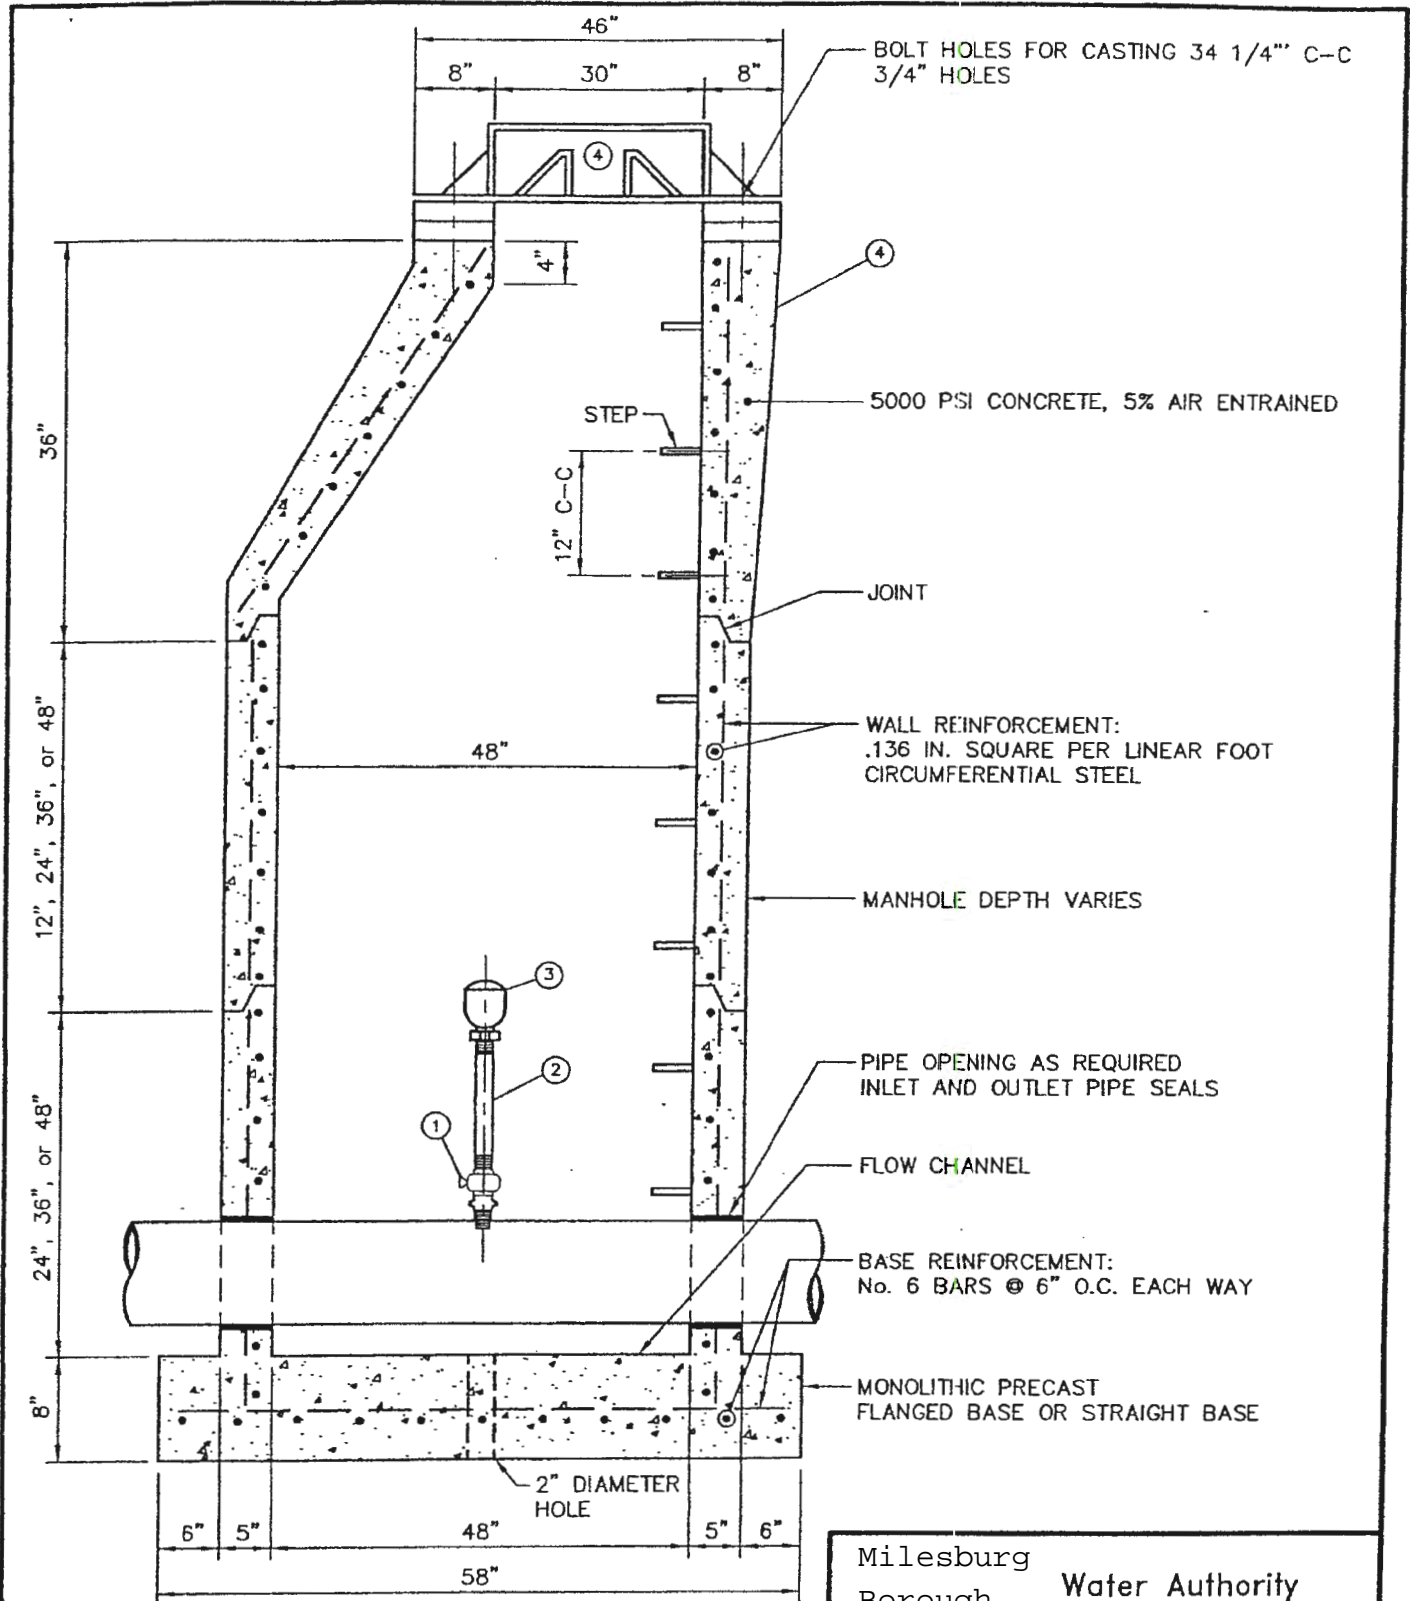 46"
8" 30" 8"
BOLT HOLES FOR CASTING 34 1/4"' C-C
3/4" HOLES
4
4"
4
36"
5000 PSI CONCRETE, 5% AIR ENTRAINED
STEP
12" C-C
JOINT
12", 24", 36", or 48"
48"
WALL REINFORCEMENT:
.136 IN. SQUARE PER LINEAR FOOT
CIRCUMFERENTIAL STEEL
MANHOLE DEPTH VARIES
3
2
1
24", 36", or 48"
PIPE OPENING AS REQUIRED
INLET AND OUTLET PIPE SEALS
FLOW CHANNEL
BASE REINFORCEMENT:
No. 6 BARS @ 6" O.C. EACH WAY
8"
MONOLITHIC PRECAST
FLANGED BASE OR STRAIGHT BASE
2" DIAMETER
HOLE
6" 5" 48" 5" 6"
58"
Milesburg
Borough
Water Authority